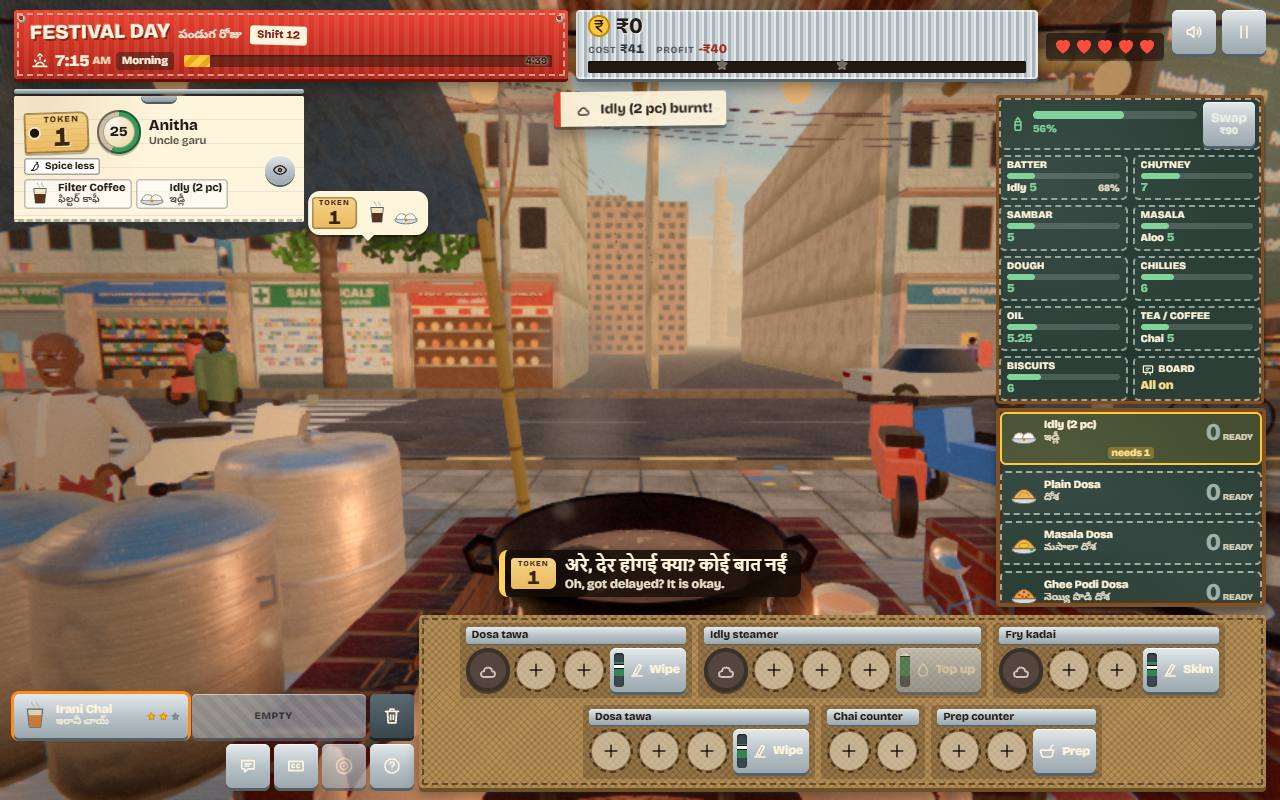 FESTIVAL DAY పండుగ రోజు Shift 12
7:15 AM Morning 4:39
₹0
COST ₹41 PROFIT -₹40
Idly (2 pc) burnt!
TOKEN
1
25
Anitha
Uncle garu
Spice less
Filter Coffee
ఫిల్టర్ కాఫీ
Idly (2 pc)
ఇడ్లీ
TOKEN
1
SAI
GREEN PHAR
56%
Swap
₹90
BATTER
Idly 5 68%
CHUTNEY
7
SAMBAR
5
MASALA
Aloo 5
DOUGH
5
CHILLIES
6
OIL
5.25
TEA / COFFEE
Chai 5
BISCUITS
6
BOARD
All on
Idly (2 pc)
ఇడ్లీ
0 READY
needs 1
Plain Dosa
దోశ
0 READY
Masala Dosa
మసాలా దోశ
0 READY
Ghee Podi Dosa
నెయ్యి పొడి దోశ
0 READY
TOKEN
1
अरे, देर होगई क्या? कोई बात नईं
Oh, got delayed? It is okay.
Dosa tawa
Wipe
Idly steamer
Top up
Fry kadai
Skim
Dosa tawa
Wipe
Chai counter
Prep counter
Prep
Irani Chai
ఇరానీ చాయ్
EMPTY
CC
?